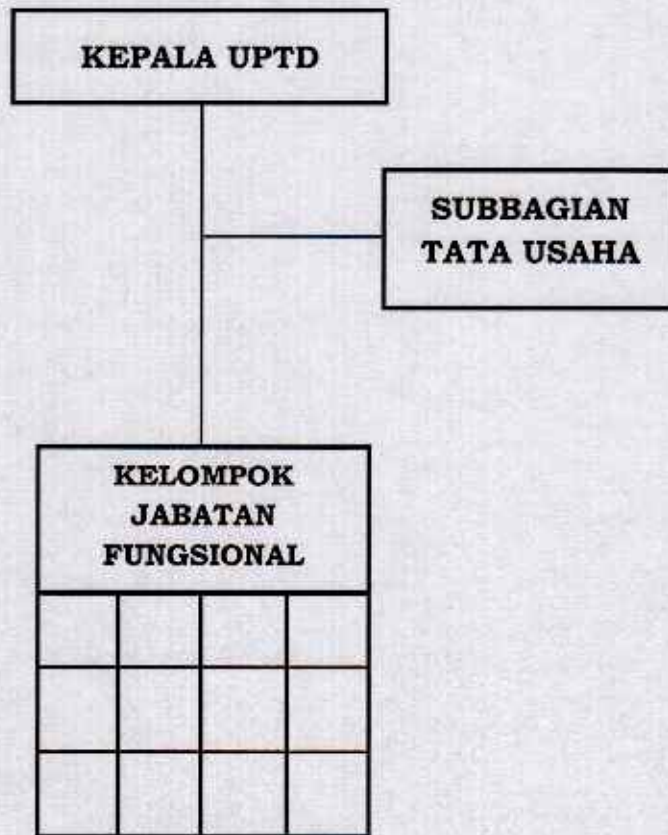 KEPALA UPTD
SUBBAGIAN
TATA USAHA
KELOMPOK
JABATAN
FUNGSIONAL